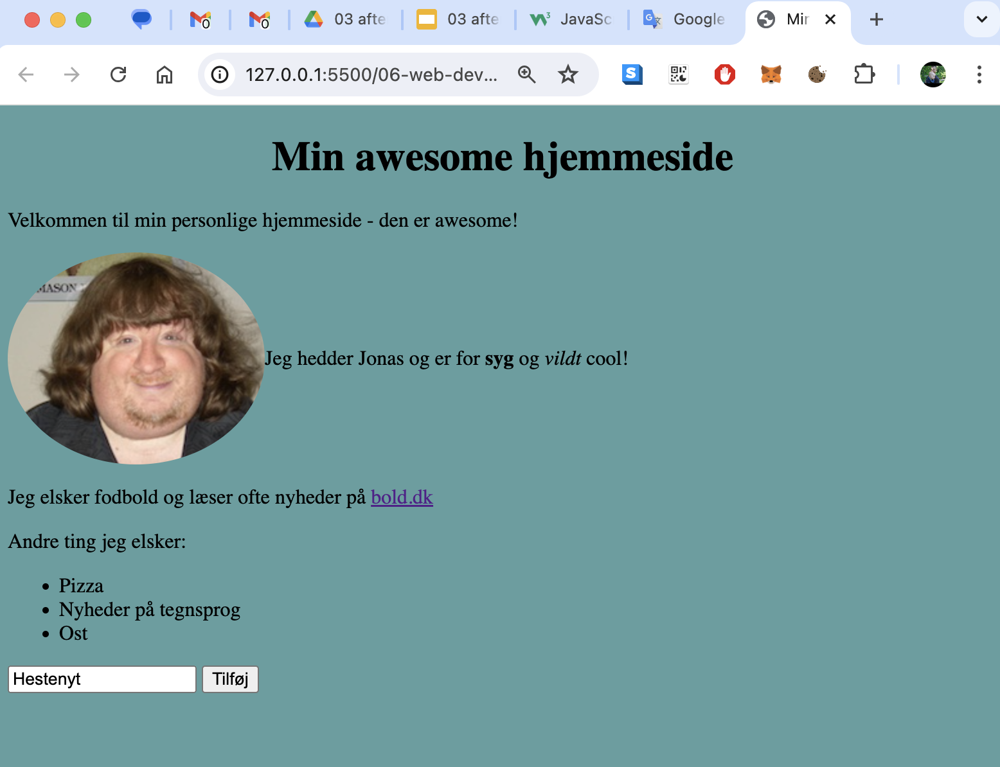 03 afte
03 afte
JavaSc
Google
Mir
127.0.0.1:5500/06-web-dev...
Min awesome hjemmeside
Velkommen til min personlige hjemmeside - den er awesome!
MASON
Jeg hedder Jonas og er for syg og vildt cool!
Jeg elsker fodbold og læser ofte nyheder på bold.dk
Andre ting jeg elsker:
• Pizza
• Nyheder på tegnsprog
• Ost
Hestenyt Tilføj